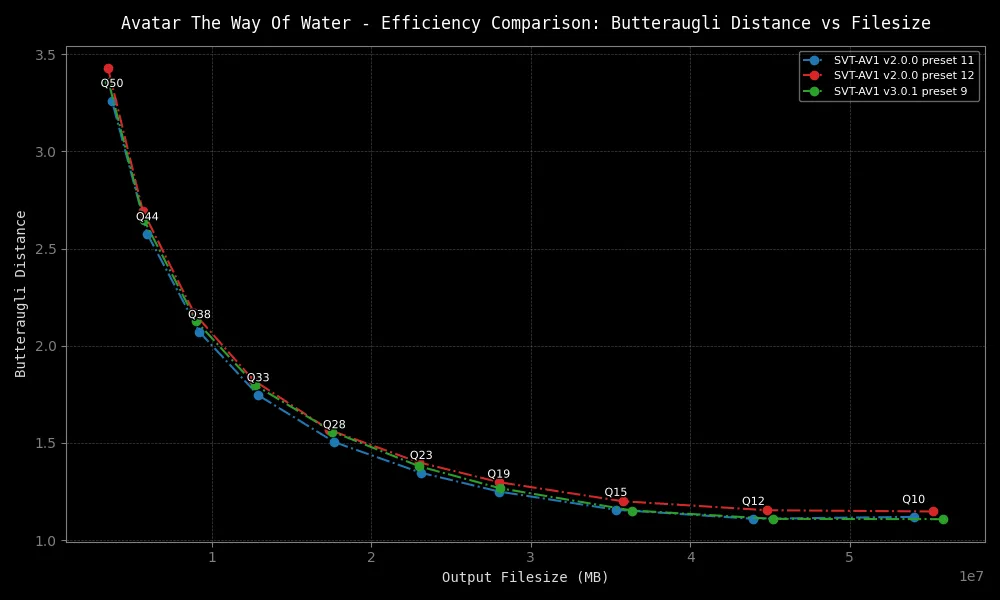 Avatar The Way Of Water - Efficiency Comparison: Butteraugli Distance vs Filesize
SVT-AV1 v2.0.0 preset 11
SVT-AV1 v2.0.0 preset 12
SVT-AV1 v3.0.1 preset 9
Butteraugli Distance
3.5
3.0
2.5
2.0
1.5
1.0
Q50
Q44
Q38
Q33
Q28
Q23
Q19
Q15
Q12
Q10
1 2 3 4 5
1e7
Output Filesize (MB)